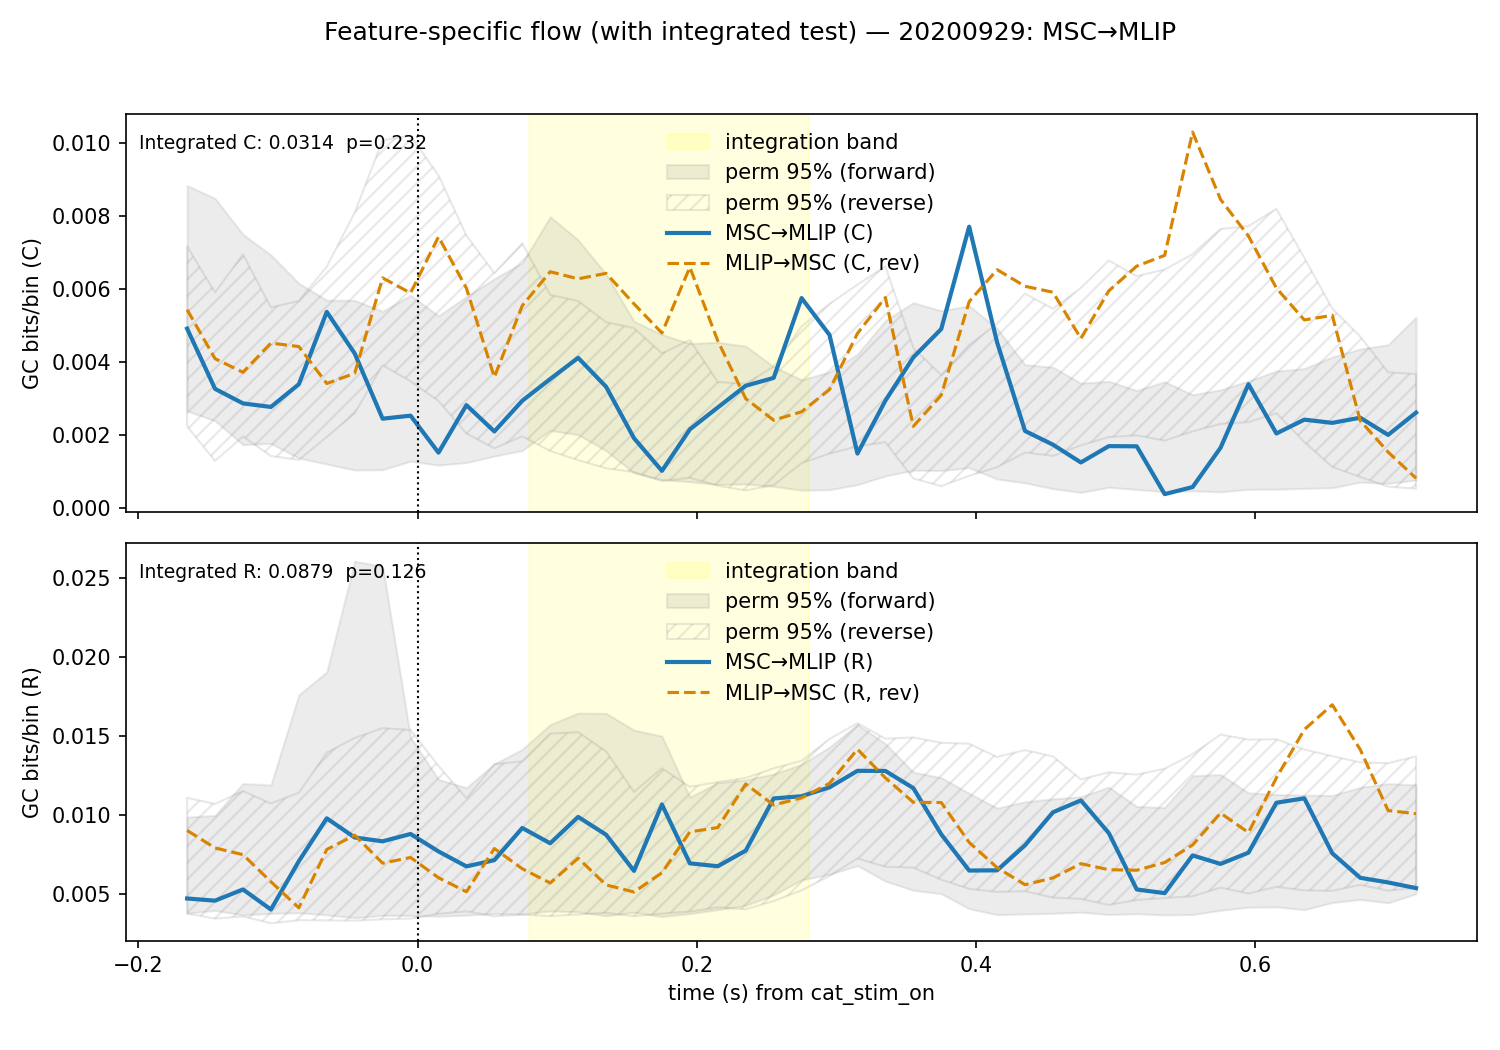 Feature-specific flow (with integrated test) — 20200929: MSC→MLIP
Integrated C: 0.0314  p=0.232
integration band
perm 95% (forward)
perm 95% (reverse)
MSC→MLIP (C)
MLIP→MSC (C, rev)
GC bits/bin (C)
0.010
0.008
0.006
0.004
0.002
0.000
Integrated R: 0.0879  p=0.126
integration band
perm 95% (forward)
perm 95% (reverse)
MSC→MLIP (R)
MLIP→MSC (R, rev)
GC bits/bin (R)
0.025
0.020
0.015
0.010
0.005
−0.2 0.0 0.2 0.4 0.6
time (s) from cat_stim_on